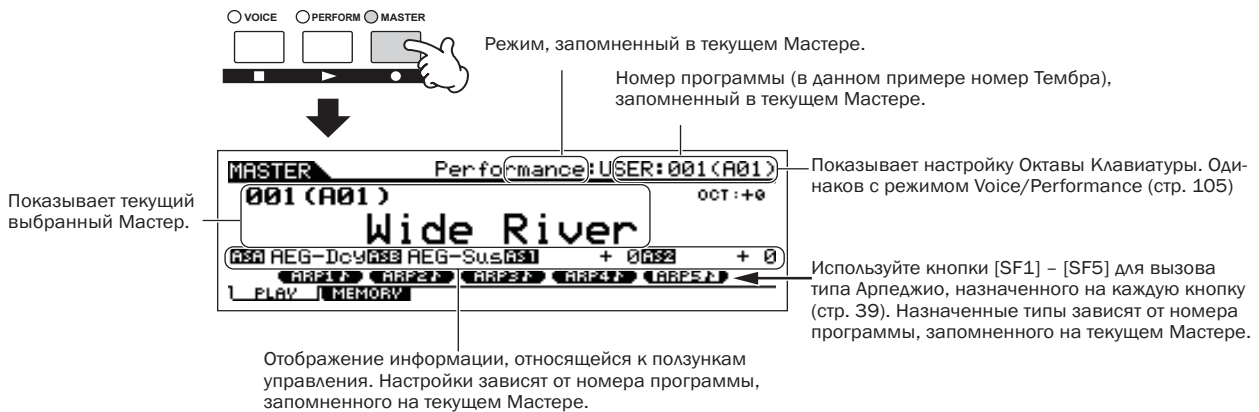 VOICE PERFORM MASTER
Режим, запомненный в текущем Мастере.
Номер программы (в данном примере номер Тембра),
запомненный в текущем Мастере.
MASTER Performance:USER:001(A01)
001(A01) OCT:+0
Wide River
ASA AEG-Dcy ASB AEG-Sus AS1 + 0 AS2 + 0
ARP1♪ ARP2♪ ARP3♪ ARP4♪ ARP5♪
PLAY MEMORY
Показывает текущий
выбранный Мастер.
Показывает настройку Октавы Клавиатуры. Оди-
наков с режимом Voice/Performance (стр. 105)
Используйте кнопки [SF1] – [SF5] для вызова
типа Арпеджио, назначенного на каждую кнопку
(стр. 39). Назначенные типы зависят от номера
программы, запомненного на текущем Мастере.
Отображение информации, относящейся к ползункам
управления. Настройки зависят от номера программы,
запомненного на текущем Мастере.